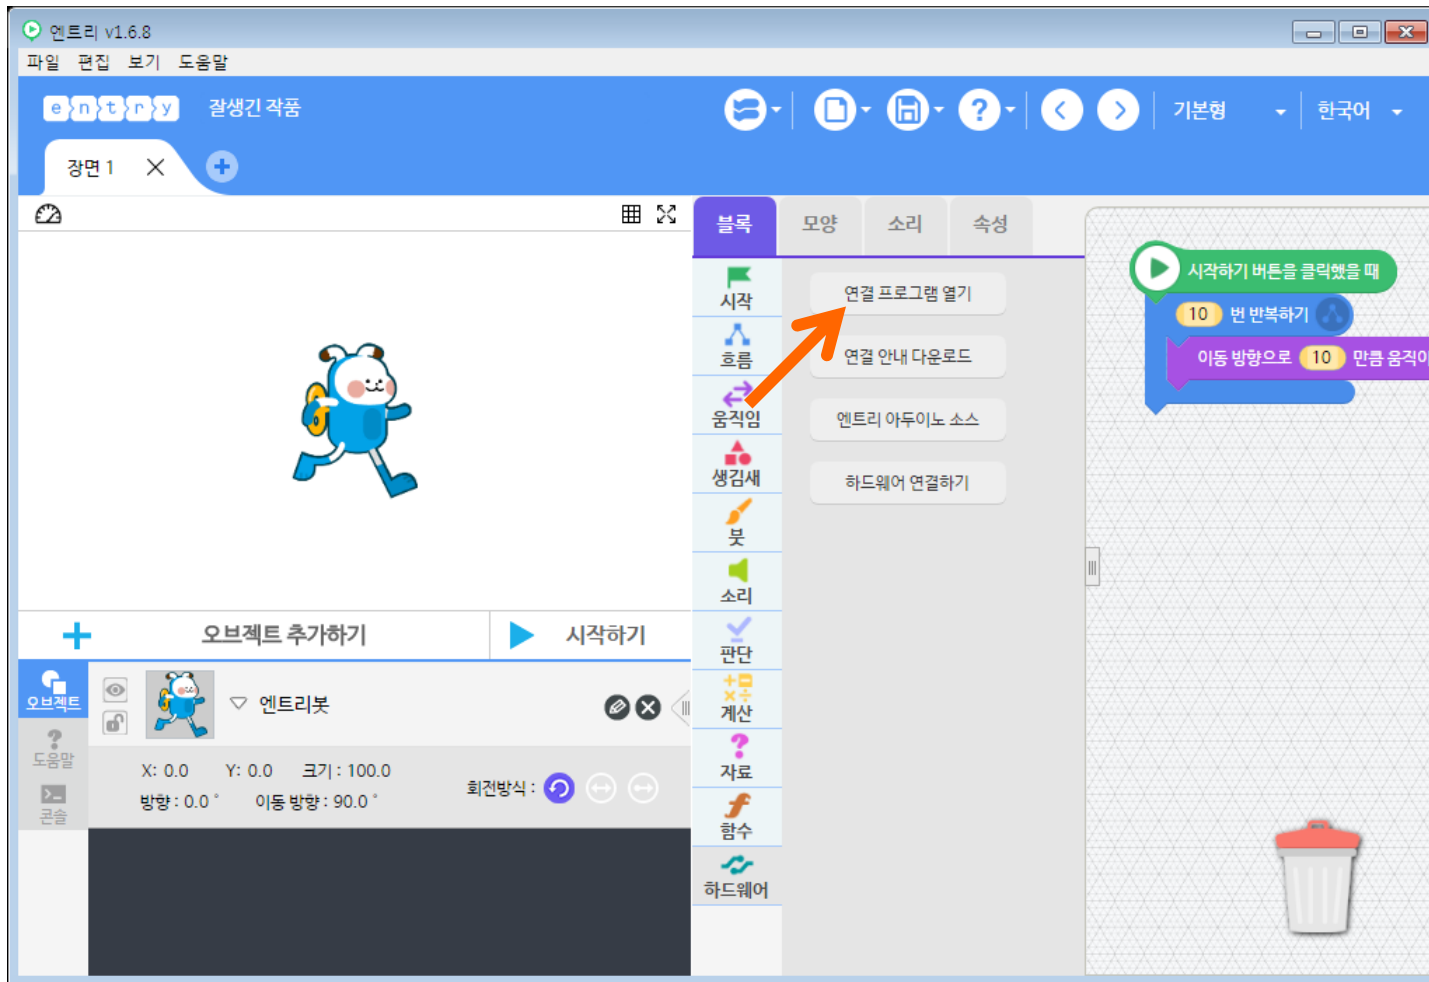 엔트리 v1.6.8
파일 편집 보기 도움말
entry 잘생긴 작품
? 기본형 한국어
장면 1
블록 모양 소리 속성
시작
흐름
움직임
생김새
붓
소리
판단
계산
자료
함수
하드웨어
연결 프로그램 열기
연결 안내 다운로드
엔트리 아두이노 소스
하드웨어 연결하기
시작하기 버튼을 클릭했을 때
10 번 반복하기
이동 방향으로 10 만큼 움직이
오브젝트 추가하기 시작하기
오브젝트
도움말
콘솔
엔트리봇
X: 0.0 Y: 0.0 크기 : 100.0
방향 : 0.0 ˚ 이동 방향 : 90.0 ˚
회전방식 :